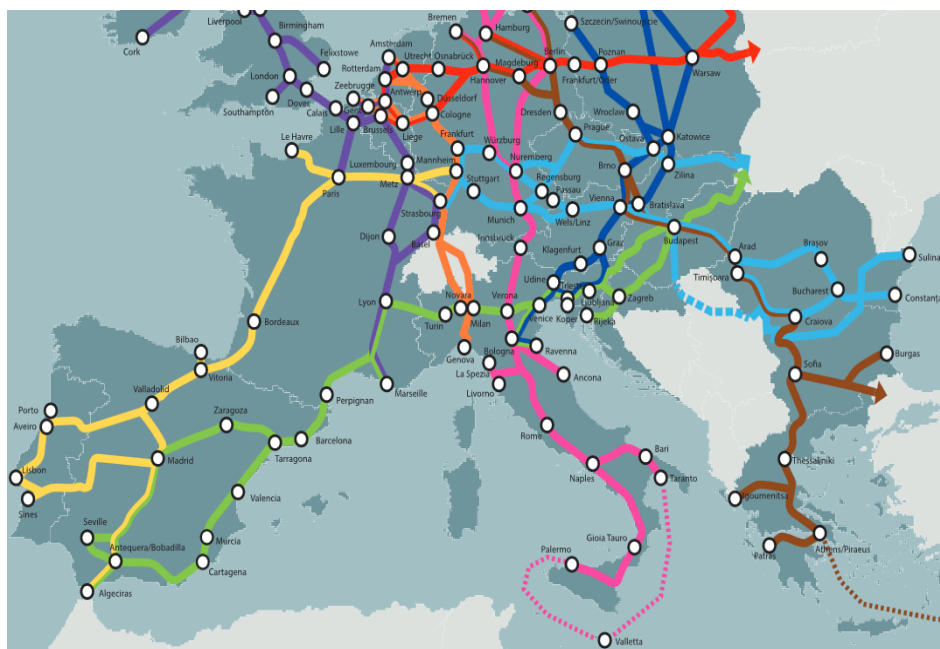 Bremen
Szczecin/Swinoujscie
Liverpool
Birmingham
Hamburg
Cork
Amsterdam
Felixstowe
Utrecht
Osnabrück
Magdeburg
Berlin
Poznan
London
Rotterdam
Hannover
Frankfurt/Oder
Warsaw
Zeebrugge
Antwerp
Düsseldorf
Southampton
Dover
Calais
Gent
Cologne
Dresden
Wroclaw
Lille
Brussels
Liège
Prague
Katowice
Le Havre
Frankfurt
Würzburg
Ostava
Luxembourg
Mannheim
Nuremberg
Brno
Zilina
Metz
Stuttgart
Regensburg
Paris
Passau
Strasbourg
Vienna
Bratislava
Munich
Wels/Linz
Dijon
Basel
Innsbruck
Graz
Budapest
Klagenfurt
Arad
Braşov
Sulina
Udine
Timişoara
Trieste
Lyon
Novara
Verona
Ljubljana
Zagreb
Bucharest
Constanța
Turin
Milan
Venice
Koper
Rijeka
Craiova
Bordeaux
Genova
Bologna
Ravenna
Bilbao
La Spezia
Ancona
Sofia
Burgas
Vitoria
Livorno
Marseille
Valladolid
Perpignan
Porto
Zaragoza
Aveiro
Rome
Barcelona
Bari
Madrid
Tarragona
Thessaliniki
Lisbon
Naples
Taranto
Sines
Valencia
Igoumenitsa
Seville
Murcia
Gioia Tauro
Antequera/Bobadilla
Palermo
Patras
Athens/Piraeus
Cartagena
Algeciras
Valletta